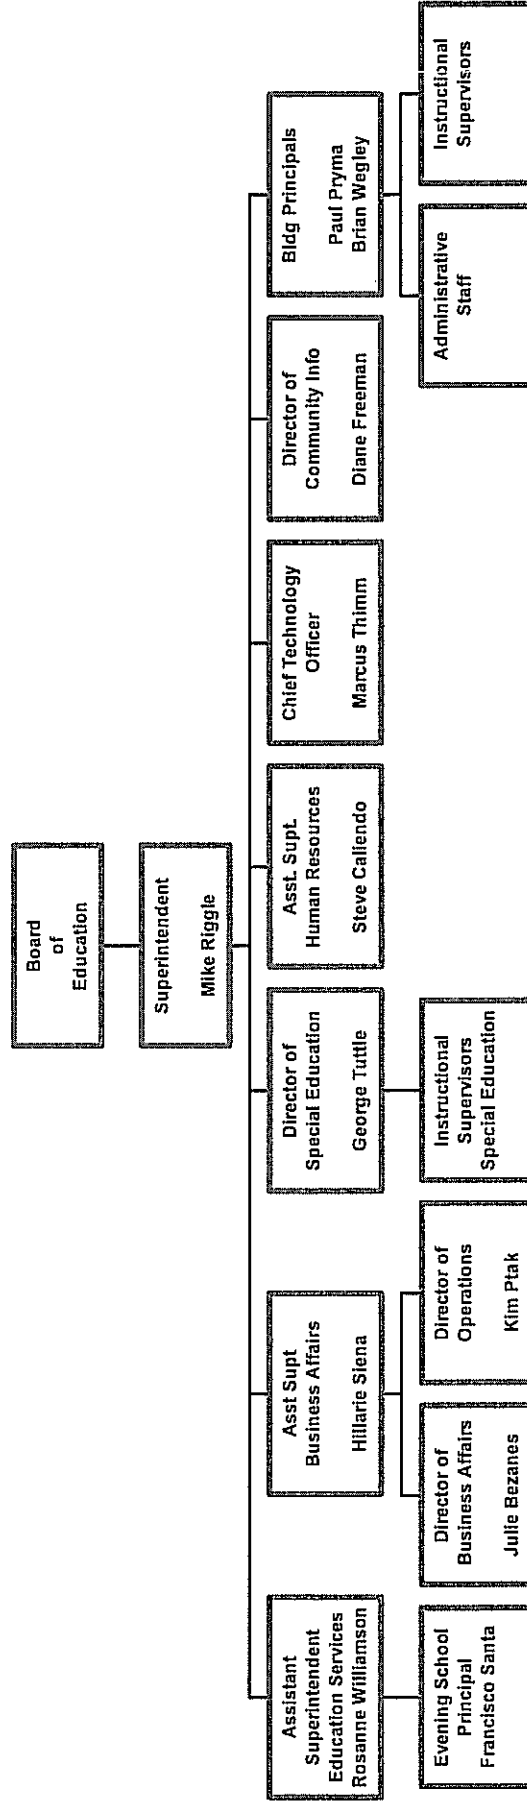 Board
of
Education
Superintendent
Mike Riggle
Assistant
Superintendent
Education Services
Rosanne Williamson
Asst Supt
Business Affairs
Hillarie Siena
Director of
Special Education
George Tuttle
Asst. Supt.
Human Resources
Steve Caliendo
Chief Technology
Officer
Marcus Thimm
Director of
Community Info
Diane Freeman
Bldg Principals
Paul Pryma
Brian Wegley
Evening School
Principal
Francisco Santa
Director of
Business Affairs
Julie Bezanes
Director of
Operations
Kim Ptak
Instructional
Supervisors
Special Education
Administrative
Staff
Instructional
Supervisors